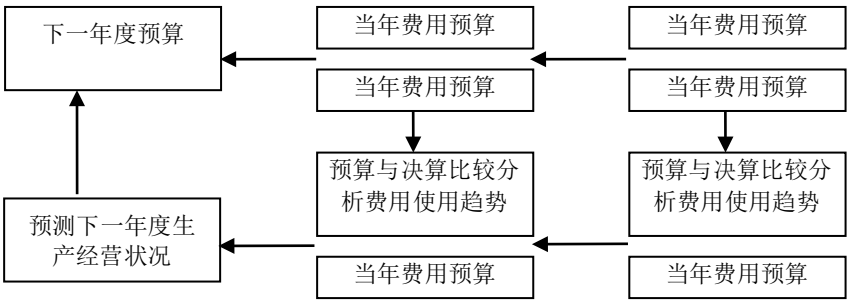 下一年度预算
当年费用预算
当年费用预算
当年费用预算
当年费用预算
预算与决算比较分
析费用使用趋势
预算与决算比较分
析费用使用趋势
预测下一年度生
产经营状况
当年费用预算
当年费用预算